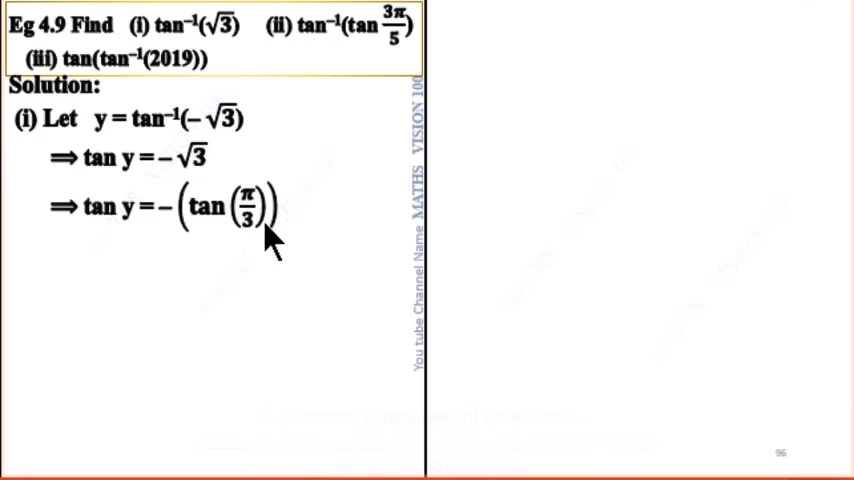 Eg 4.9 Find (i) tan⁻¹(√3) (ii) tan⁻¹(tan 3π/5)
(iii) tan(tan⁻¹(2019))
Solution:
(i) Let y = tan⁻¹(– √3)
⟹ tan y = – √3
⟹ tan y = – (tan (π/3))
You tube Channel Name MATHS VISION 100
96